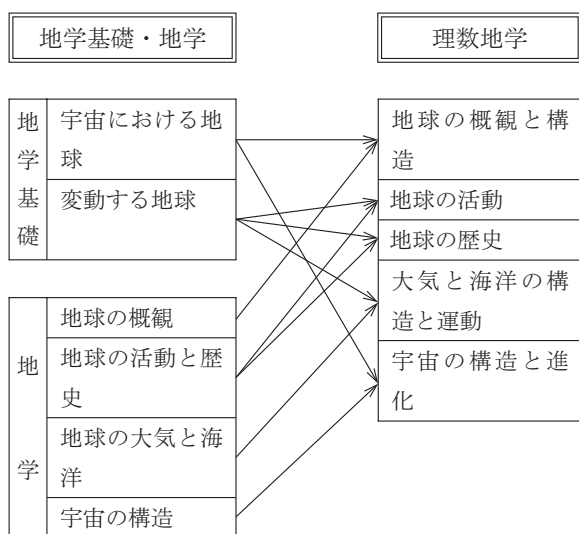 地学基礎・地学
理数地学
地学基礎
宇宙における地
球
変動する地球
地学
地球の概観
地球の活動と歴
史
地球の大気と海
洋
宇宙の構造
地球の概観と構
造
地球の活動
地球の歴史
大気と海洋の構
造と運動
宇宙の構造と進
化